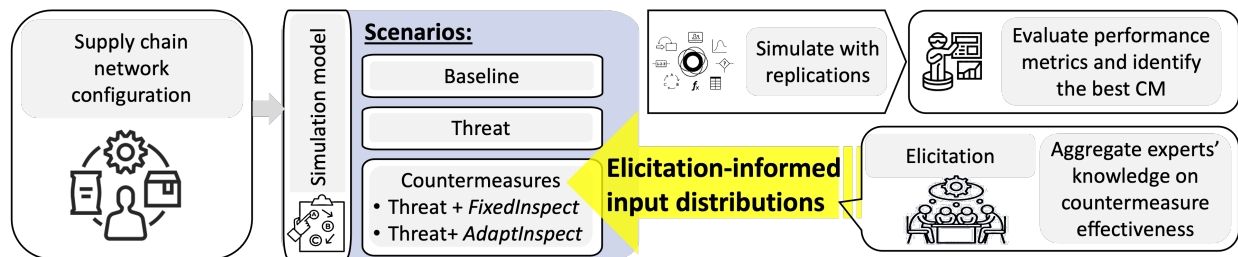 Supply chain
network
configuration
Simulation model
Scenarios:
Baseline
Threat
Countermeasures
• Threat + FixedInspect
• Threat+ AdaptInspect
Simulate with
replications
Evaluate performance
metrics and identify
the best CM
Elicitation-informed
input distributions
Elicitation
Aggregate experts’
knowledge on
countermeasure
effectiveness